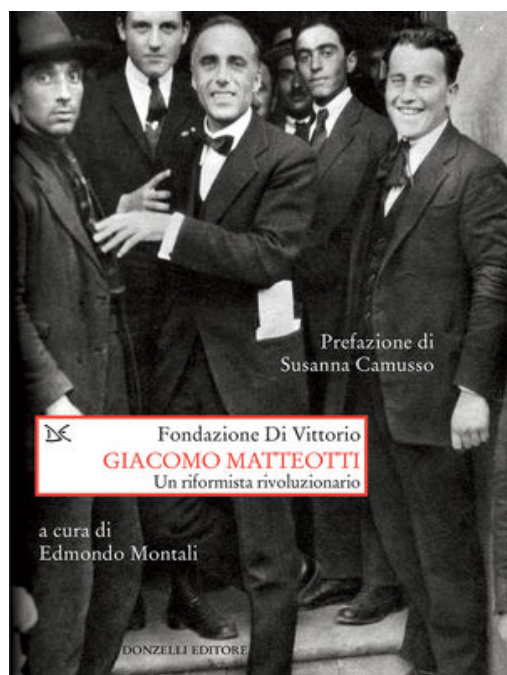 Prefazione di
Susanna Camusso
Fondazione Di Vittorio
GIACOMO MATTEOTTI
Un riformista rivoluzionario
a cura di
Edmondo Montali
DONZELLI EDITORE